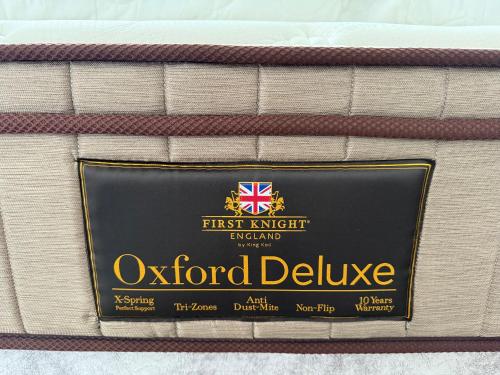 FIRST KNIGHT®
ENGLAND
by King Koil
Oxford Deluxe
X-Spring Perfect Support
Tri-Zones
Anti Dust-Mite
Non-Flip
10 Years Warranty